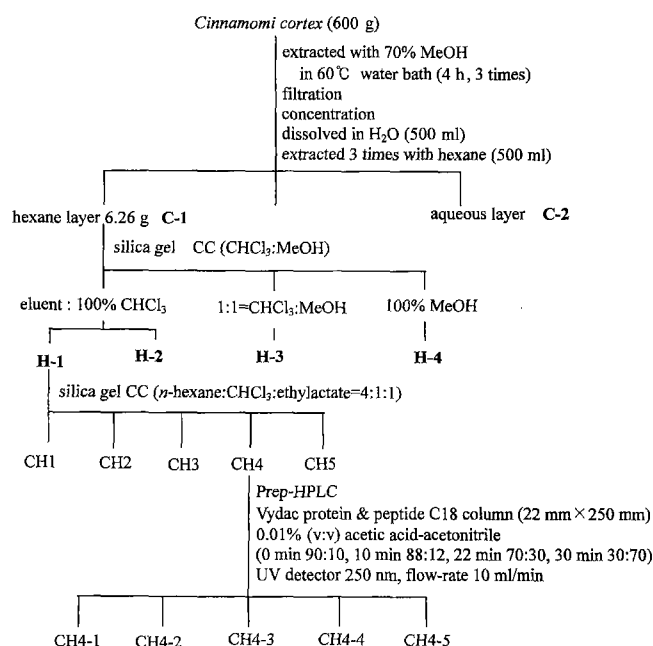 Cinnamomi cortex (600 g)
extracted with 70% MeOH
in 60℃ water bath (4 h, 3 times)
filtration
concentration
dissolved in H₂O (500 ml)
extracted 3 times with hexane (500 ml)
hexane layer 6.26 g C-1
aqueous layer C-2
silica gel CC (CHCl₃:MeOH)
eluent : 100% CHCl₃ 1:1=CHCl₃:MeOH 100% MeOH
H-1 H-2 H-3 H-4
silica gel CC (n-hexane:CHCl₃:ethylactate=4:1:1)
CH1 CH2 CH3 CH4 CH5
Prep-HPLC
Vydac protein & peptide C18 column (22 mm×250 mm)
0.01% (v:v) acetic acid-acetonitrile
(0 min 90:10, 10 min 88:12, 22 min 70:30, 30 min 30:70)
UV detector 250 nm, flow-rate 10 ml/min
CH4-1 CH4-2 CH4-3 CH4-4 CH4-5